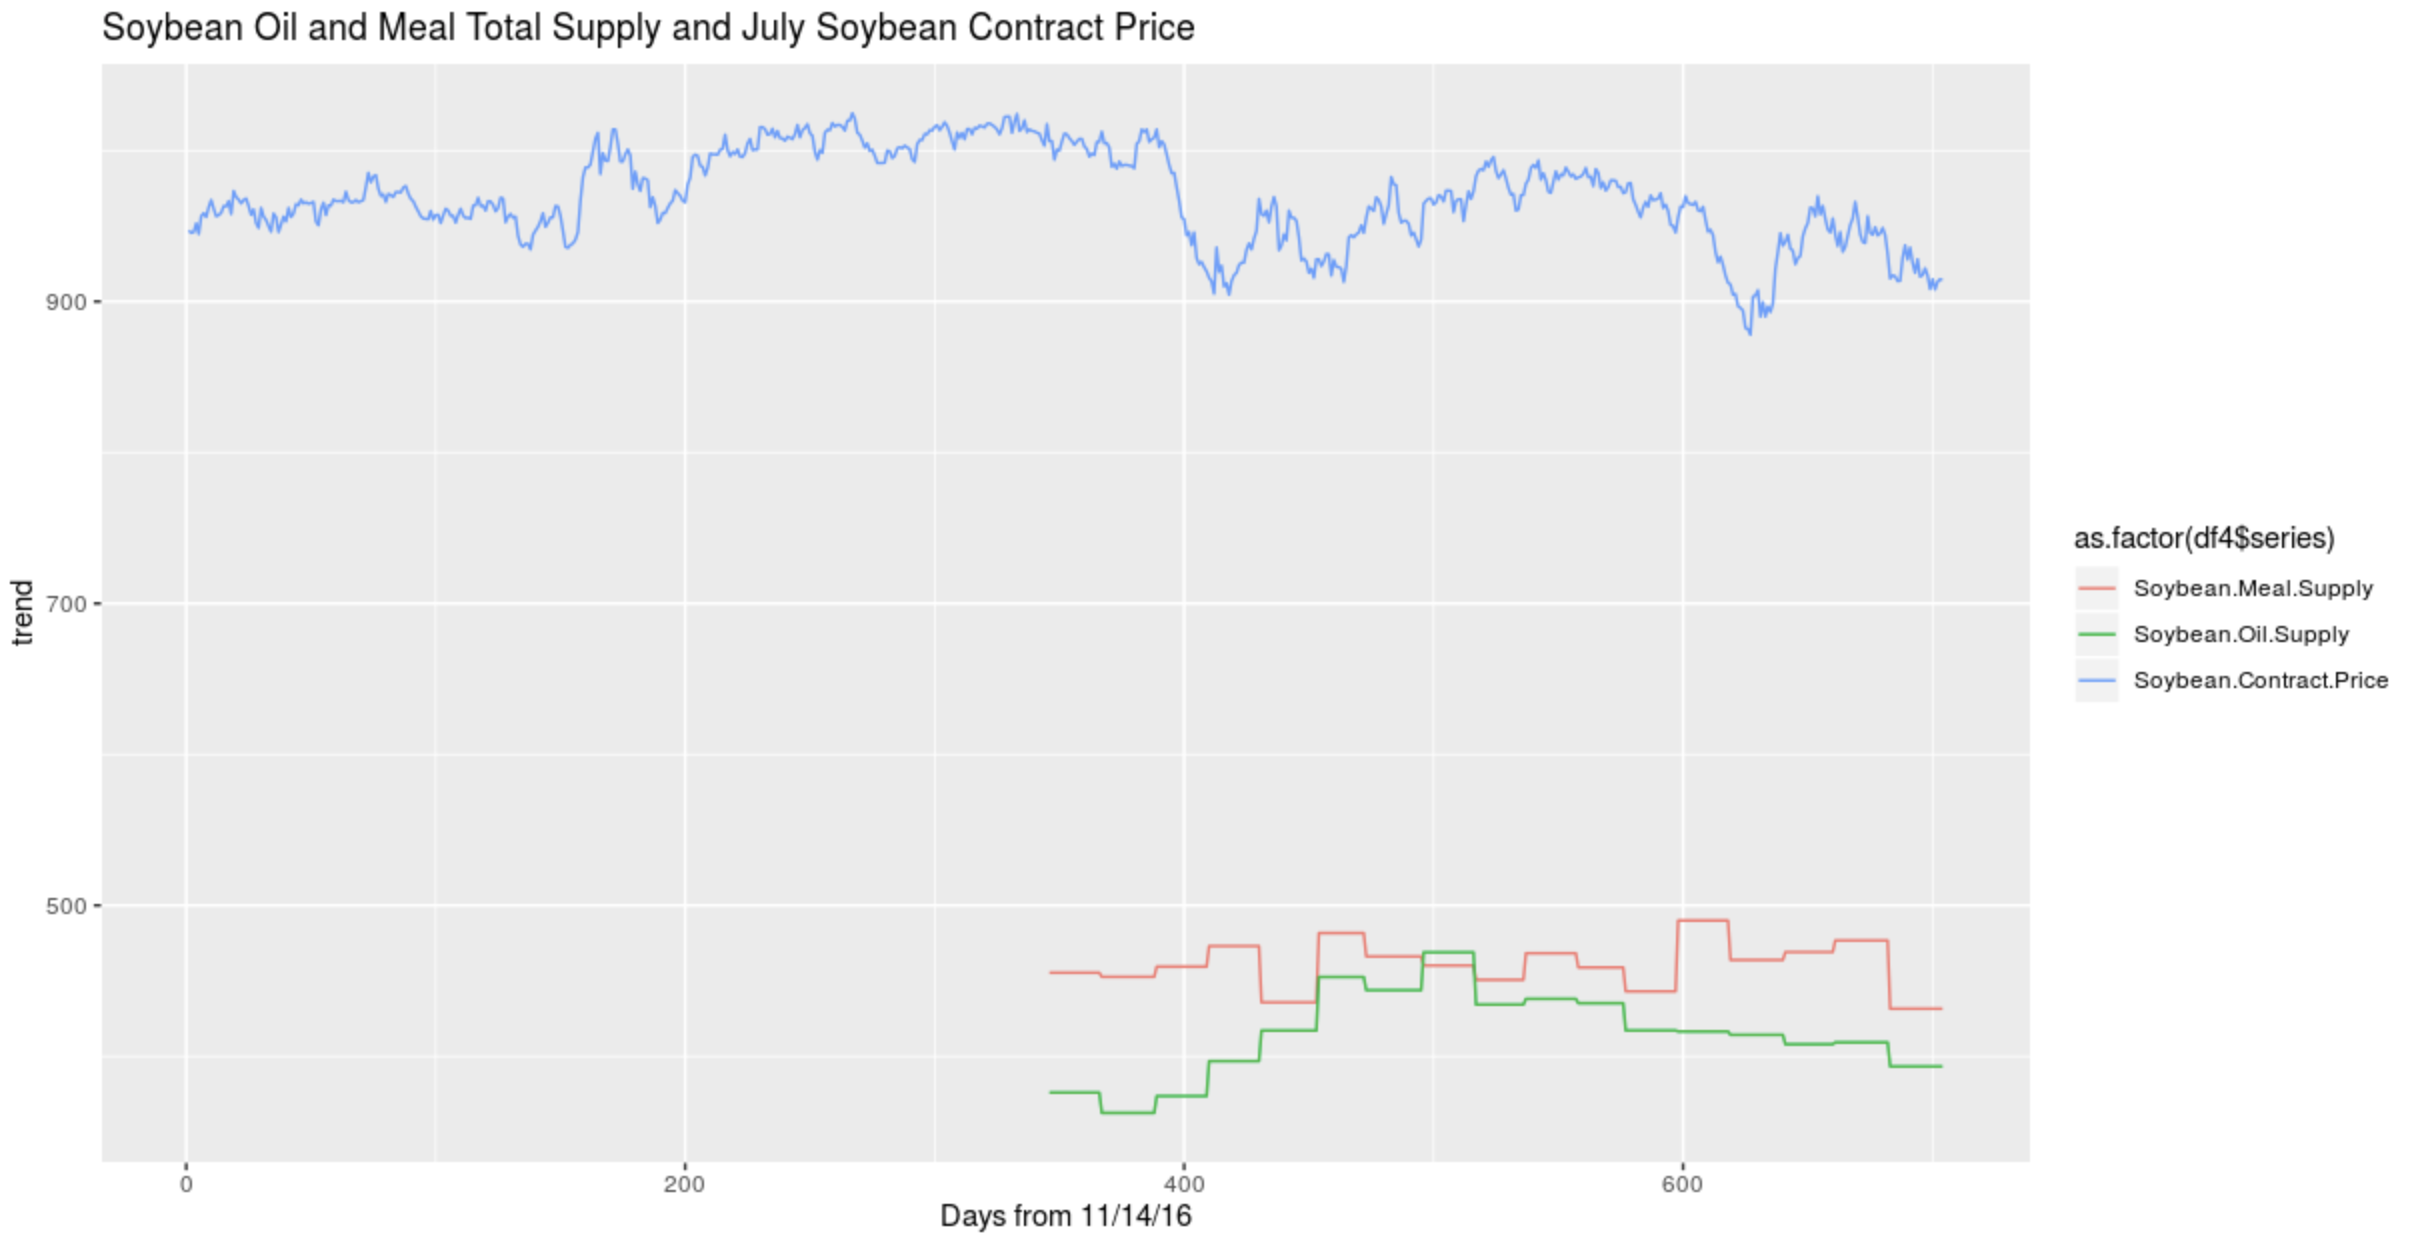 Soybean Oil and Meal Total Supply and July Soybean Contract Price
900
700
500
trend
0 200 400 600
Days from 11/14/16
as.factor(df4$series)
Soybean.Meal.Supply
Soybean.Oil.Supply
Soybean.Contract.Price